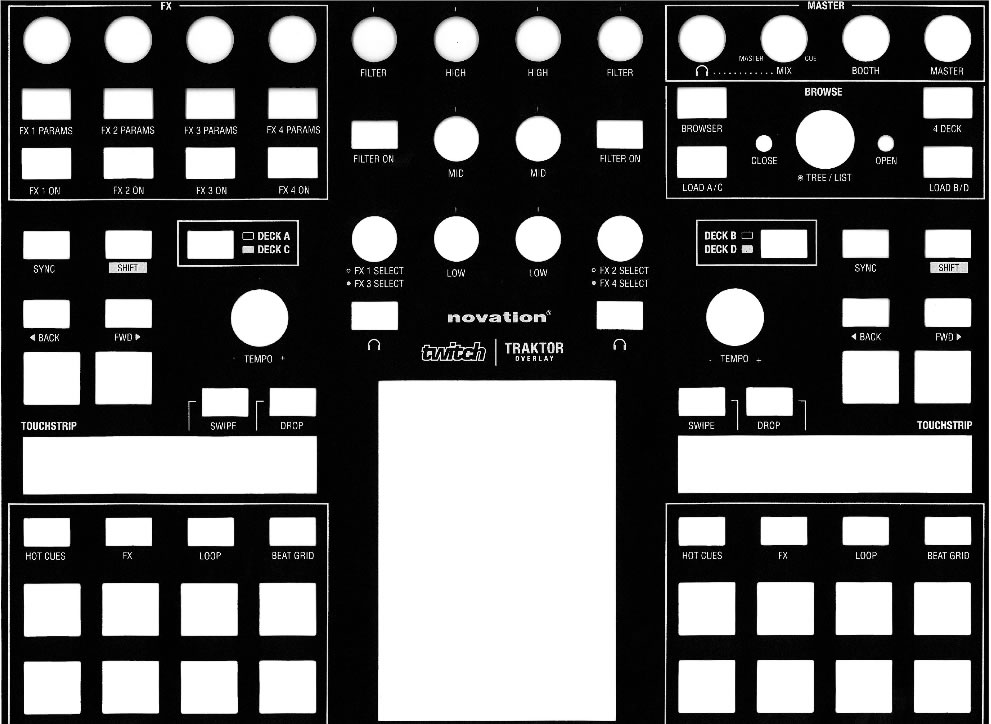 FX
MASTER
FILTER
HIGH
HIGH
FILTER
MASTER
CUE
MIX
BOOTH
MASTER
FX 1 PARAMS
FX 2 PARAMS
FX 3 PARAMS
FX 4 PARAMS
BROWSE
BROWSER
4 DECK
FILTER ON
MID
MID
FILTER ON
CLOSE
OPEN
TREE / LIST
FX 1 ON
FX 2 ON
FX 3 ON
FX 4 ON
LOAD A/C
LOAD B/D
DECK A
DECK C
DECK B
DECK D
SYNC
SHIFT
FX 1 SELECT
FX 3 SELECT
LOW
LOW
FX 2 SELECT
FX 4 SELECT
SYNC
SHIFT
novation®
◀ BACK
FWD ▶
◀ BACK
FWD ▶
twitch
TRAKTOR
OVERLAY
- TEMPO +
- TEMPO +
TOUCHSTRIP
SWIPE
DROP
SWIPE
DROP
TOUCHSTRIP
HOT CUES
FX
LOOP
BEAT GRID
HOT CUES
FX
LOOP
BEAT GRID